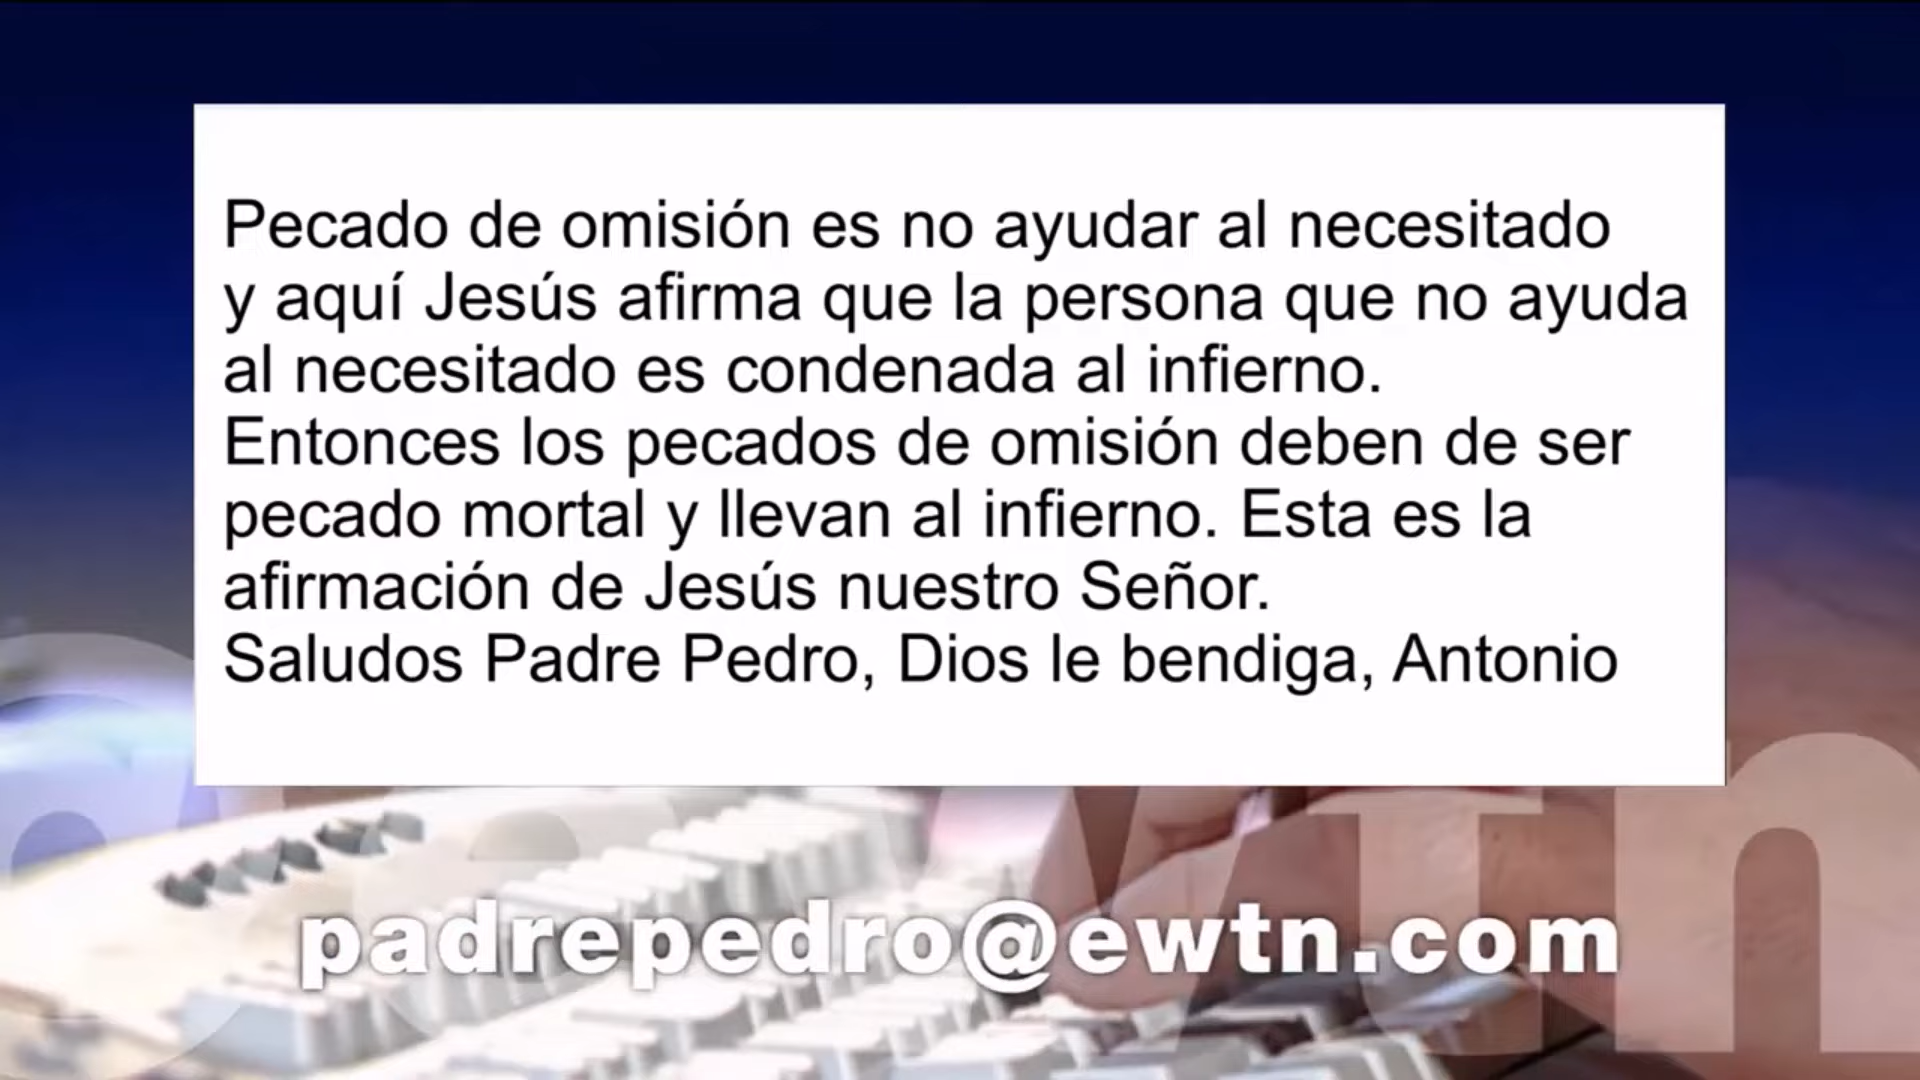 Pecado de omisión es no ayudar al necesitado
y aquí Jesús afirma que la persona que no ayuda
al necesitado es condenada al infierno.
Entonces los pecados de omisión deben de ser
pecado mortal y llevan al infierno. Esta es la
afirmación de Jesús nuestro Señor.
Saludos Padre Pedro, Dios le bendiga, Antonio
padrepedro@ewtn.com